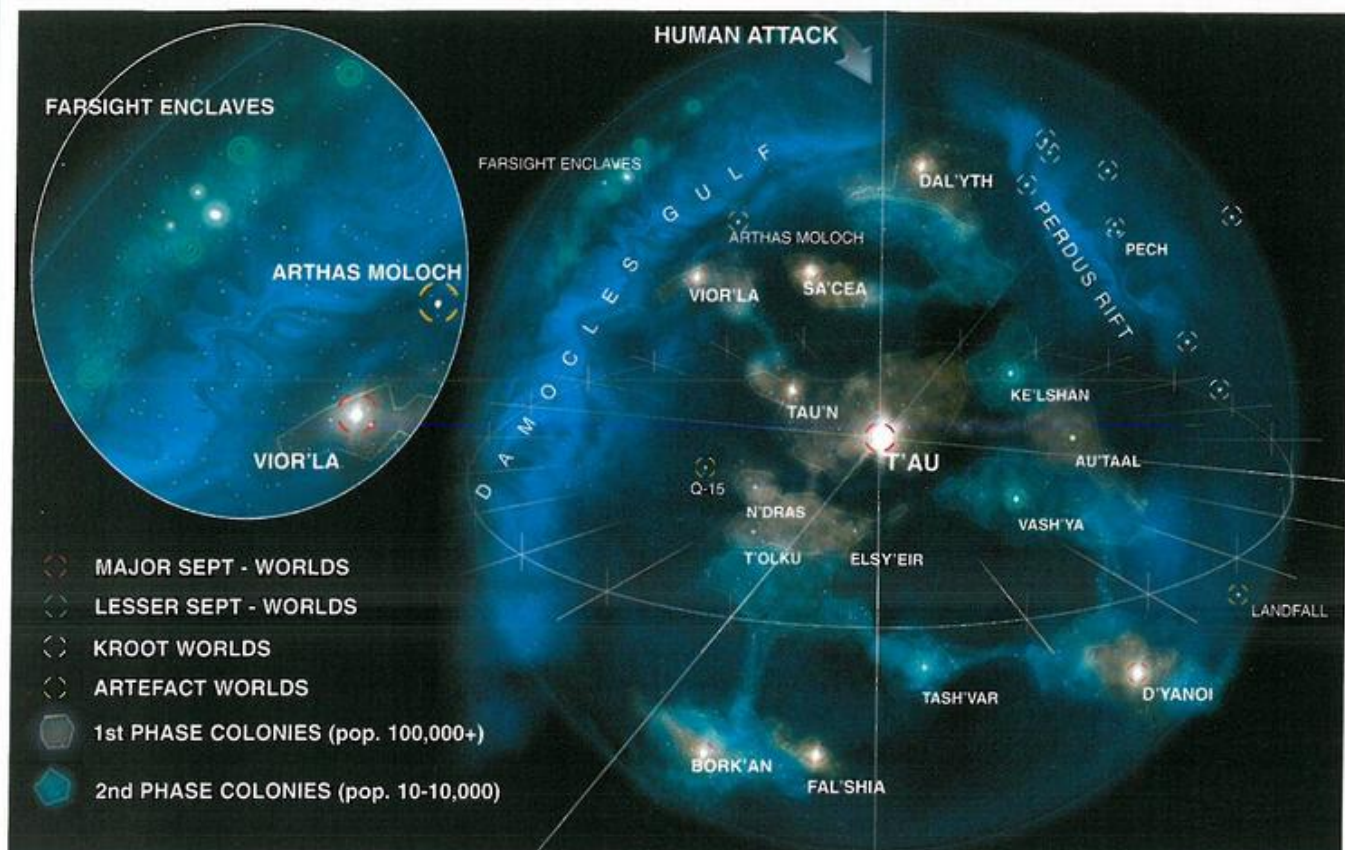 FARSIGHT ENCLAVES
ARTHAS MOLOCH
VIOR'LA
MAJOR SEPT - WORLDS
LESSER SEPT - WORLDS
KROOT WORLDS
ARTEFACT WORLDS
1st PHASE COLONIES (pop. 100,000+)
2nd PHASE COLONIES (pop. 10-10,000)
HUMAN ATTACK
FARSIGHT ENCLAVES
DAMOCLES GULF
DAL'YTH
PERDUS RIFT
PECH
ARTHAS MOLOCH
VIOR'LA
SA'CEA
KE'LSHAN
TAU'N
T'AU
AU'TAAL
Q-15
N'DRAS
VASH'YA
T'OLKU
ELSY'EIR
LANDFALL
TASH'VAR
D'YANOI
BORK'AN
FAL'SHIA